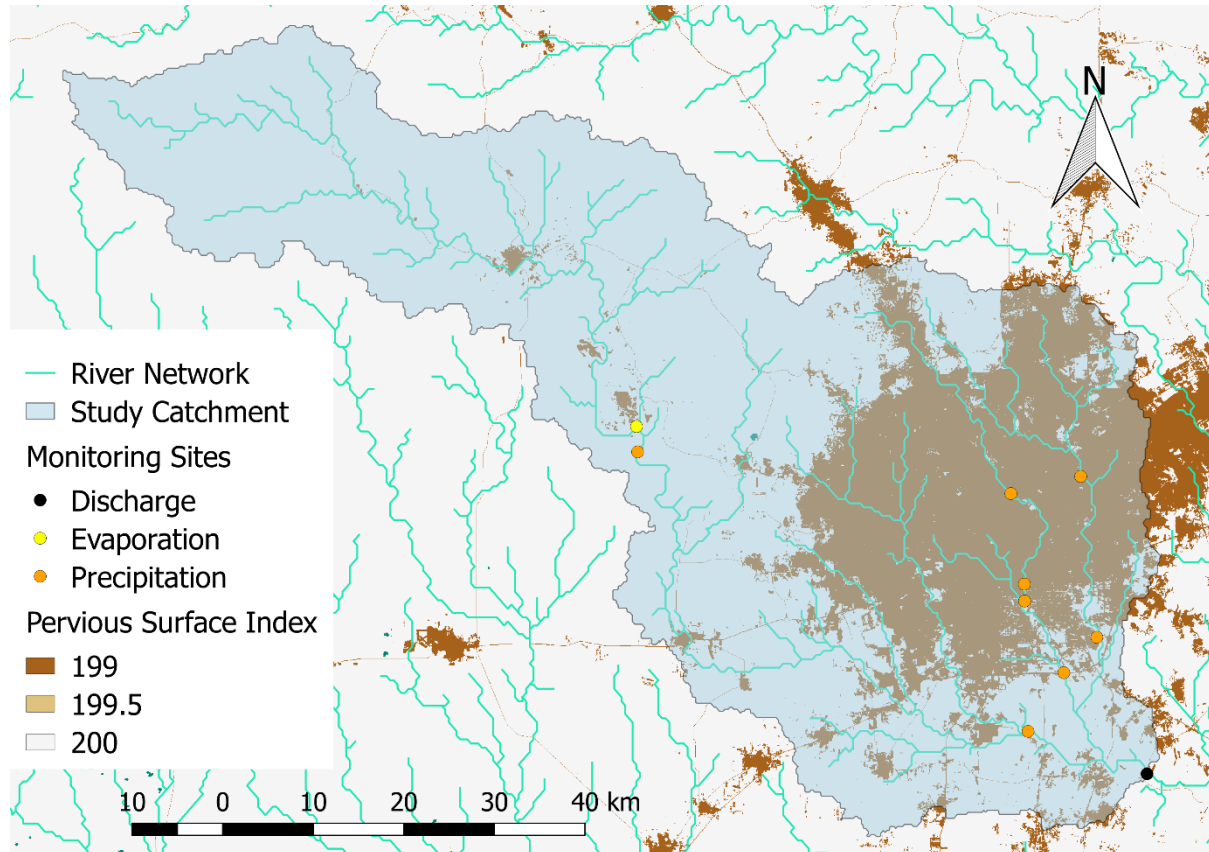 N
River Network
Study Catchment
Monitoring Sites
Discharge
Evaporation
Precipitation
Pervious Surface Index
199
199.5
200
10 0 10 20 30 40 km